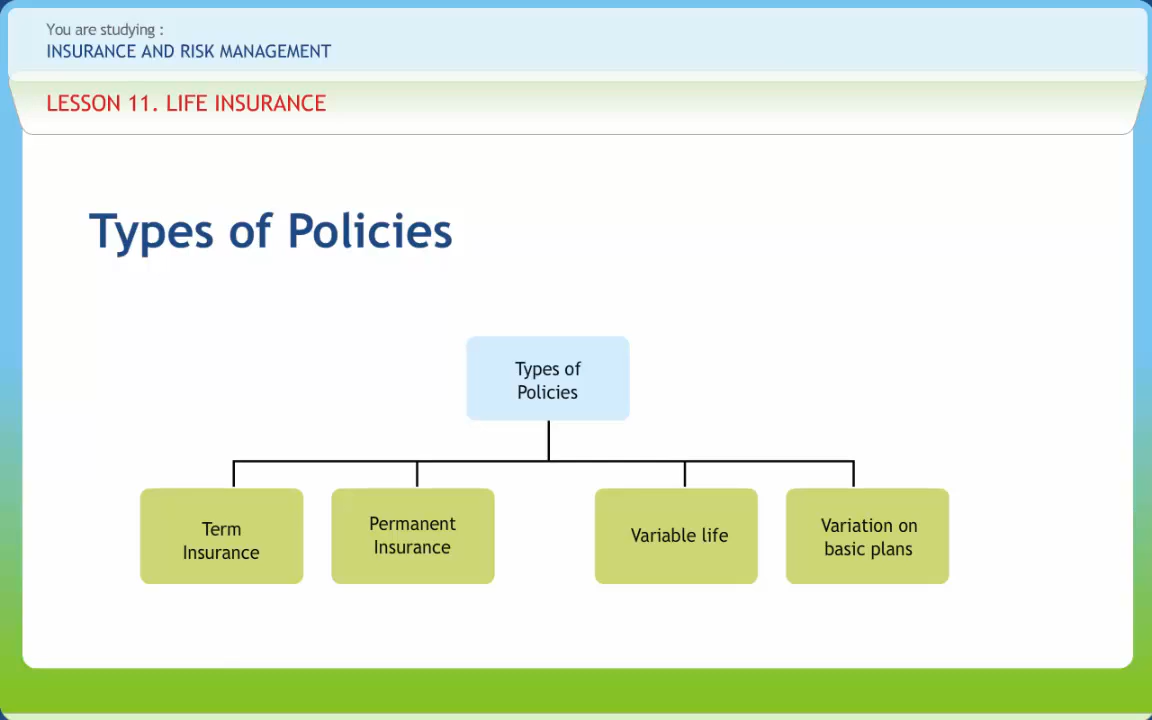 You are studying :
INSURANCE AND RISK MANAGEMENT
LESSON 11. LIFE INSURANCE
Types of Policies
Types of
Policies
Term
Insurance
Permanent
Insurance
Variable life
Variation on
basic plans